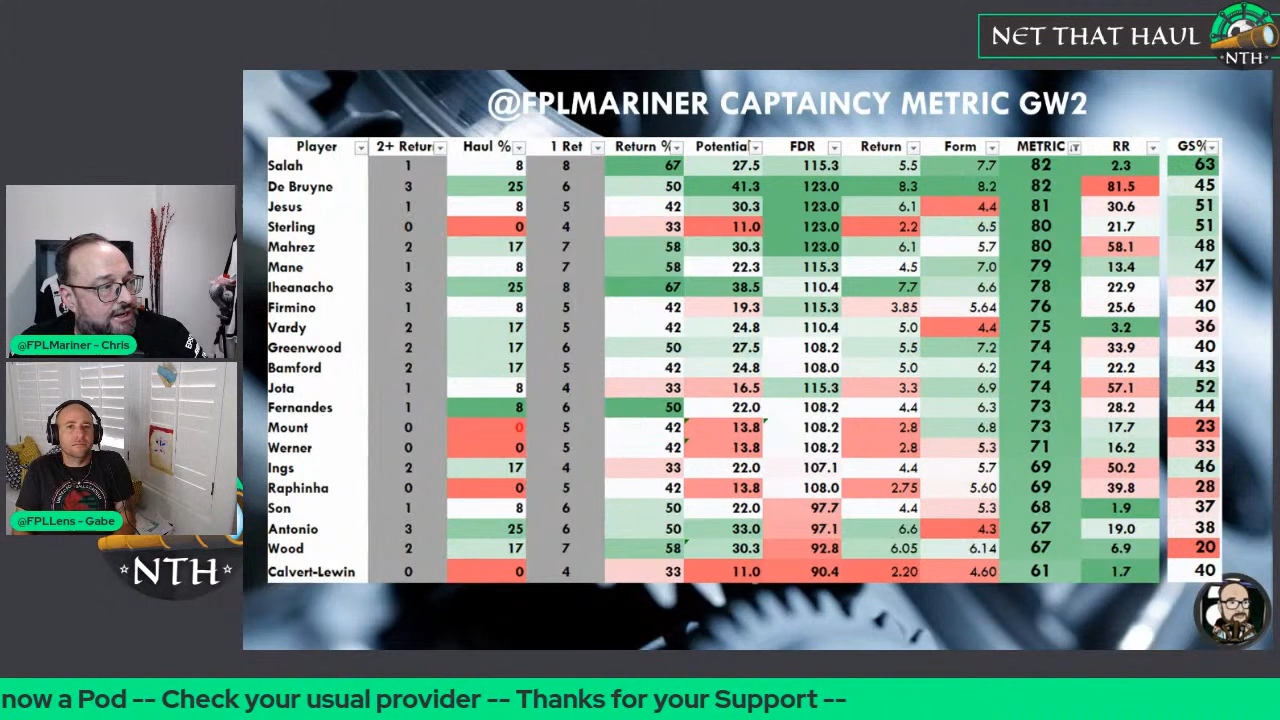 NET THAT HAUL
NTH
@FPLMARINER CAPTAINCY METRIC GW2
Player 2+ Retur Haul % 1 Ret Return % Potential FDR Return Form METRIC RR GS%
Salah 1 8 8 67 27.5 115.3 5.5 7.7 82 2.3 63
De Bruyne 3 25 6 50 41.3 123.0 8.3 8.2 82 81.5 45
Jesus 1 8 5 42 30.3 123.0 6.1 4.4 81 30.6 51
Sterling 0 0 4 33 11.0 123.0 2.2 6.5 80 21.7 51
Mahrez 2 17 7 58 30.3 123.0 6.1 5.7 80 58.1 48
Mane 1 8 7 58 22.3 115.3 4.5 7.0 79 13.4 47
Iheanacho 3 25 8 67 38.5 110.4 7.7 6.6 78 22.9 37
Firmino 1 8 5 42 19.3 115.3 3.85 5.64 76 25.6 40
Vardy 2 17 5 42 24.8 110.4 5.0 4.4 75 3.2 36
Greenwood 2 17 6 50 27.5 108.2 5.5 7.2 74 33.9 40
Bamford 2 17 5 42 24.8 108.0 5.0 6.2 74 22.2 43
Jota 1 8 4 33 16.5 115.3 3.3 6.9 74 57.1 52
Fernandes 1 8 6 50 22.0 108.2 4.4 6.3 73 28.2 44
Mount 0 0 5 42 13.8 108.2 2.8 6.8 73 17.7 23
Werner 0 0 5 42 13.8 108.2 2.8 5.3 71 16.2 33
Ings 2 17 4 33 22.0 107.1 4.4 5.7 69 50.2 46
Raphinha 0 0 5 42 13.8 108.0 2.75 5.60 69 39.8 28
Son 1 8 6 50 22.0 97.7 4.4 5.3 68 1.9 37
Antonio 3 25 6 50 33.0 97.1 6.6 4.3 67 19.0 38
Wood 2 17 7 58 30.3 92.8 6.05 6.14 67 6.9 20
Calvert-Lewin 0 0 4 33 11.0 90.4 2.20 4.60 61 1.7 40
@FPLMariner - Chris
@FPLLens - Gabe
NTH
now a Pod -- Check your usual provider -- Thanks for your Support --